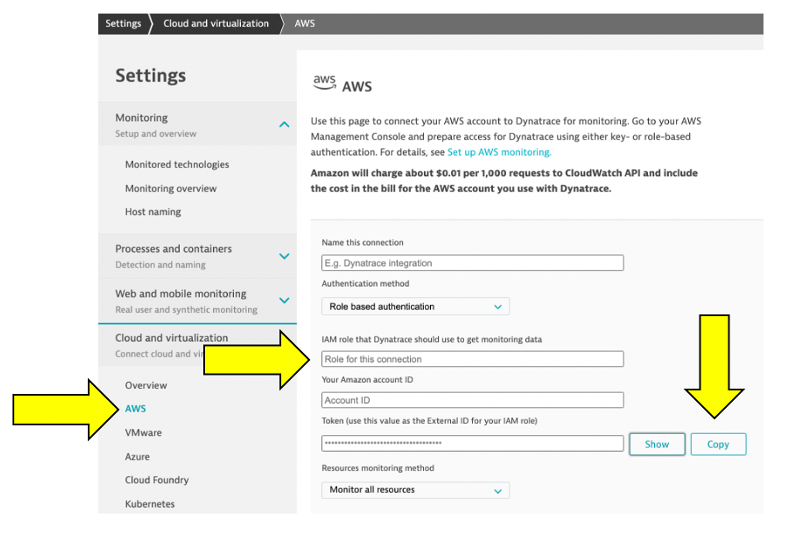 Settings
Cloud and virtualization
AWS
Settings
Monitoring
Setup and overview
Monitored technologies
Monitoring overview
Host naming
Processes and containers
Detection and naming
Web and mobile monitoring
Real user and synthetic monitoring
Cloud and virtualization
Connect cloud and
Overview
AWS
VMware
Azure
Cloud Foundry
Kubernetes
aws AWS
Use this page to connect your AWS account to Dynatrace for monitoring. Go to your AWS
Management Console and prepare access for Dynatrace using either key- or role-based
authentication. For details, see Set up AWS monitoring.
Amazon will charge about $0.01 per 1,000 requests to CloudWatch API and include
the cost in the bill for the AWS account you use with Dynatrace.
Name this connection
E.g. Dynatrace integration
Authentication method
Role based authentication
IAM role that Dynatrace should use to get monitoring data
Role for this connection
Your Amazon account ID
Account ID
Token (use this value as the External ID for your IAM role)
************************************
Show
Copy
Resources monitoring method
Monitor all resources